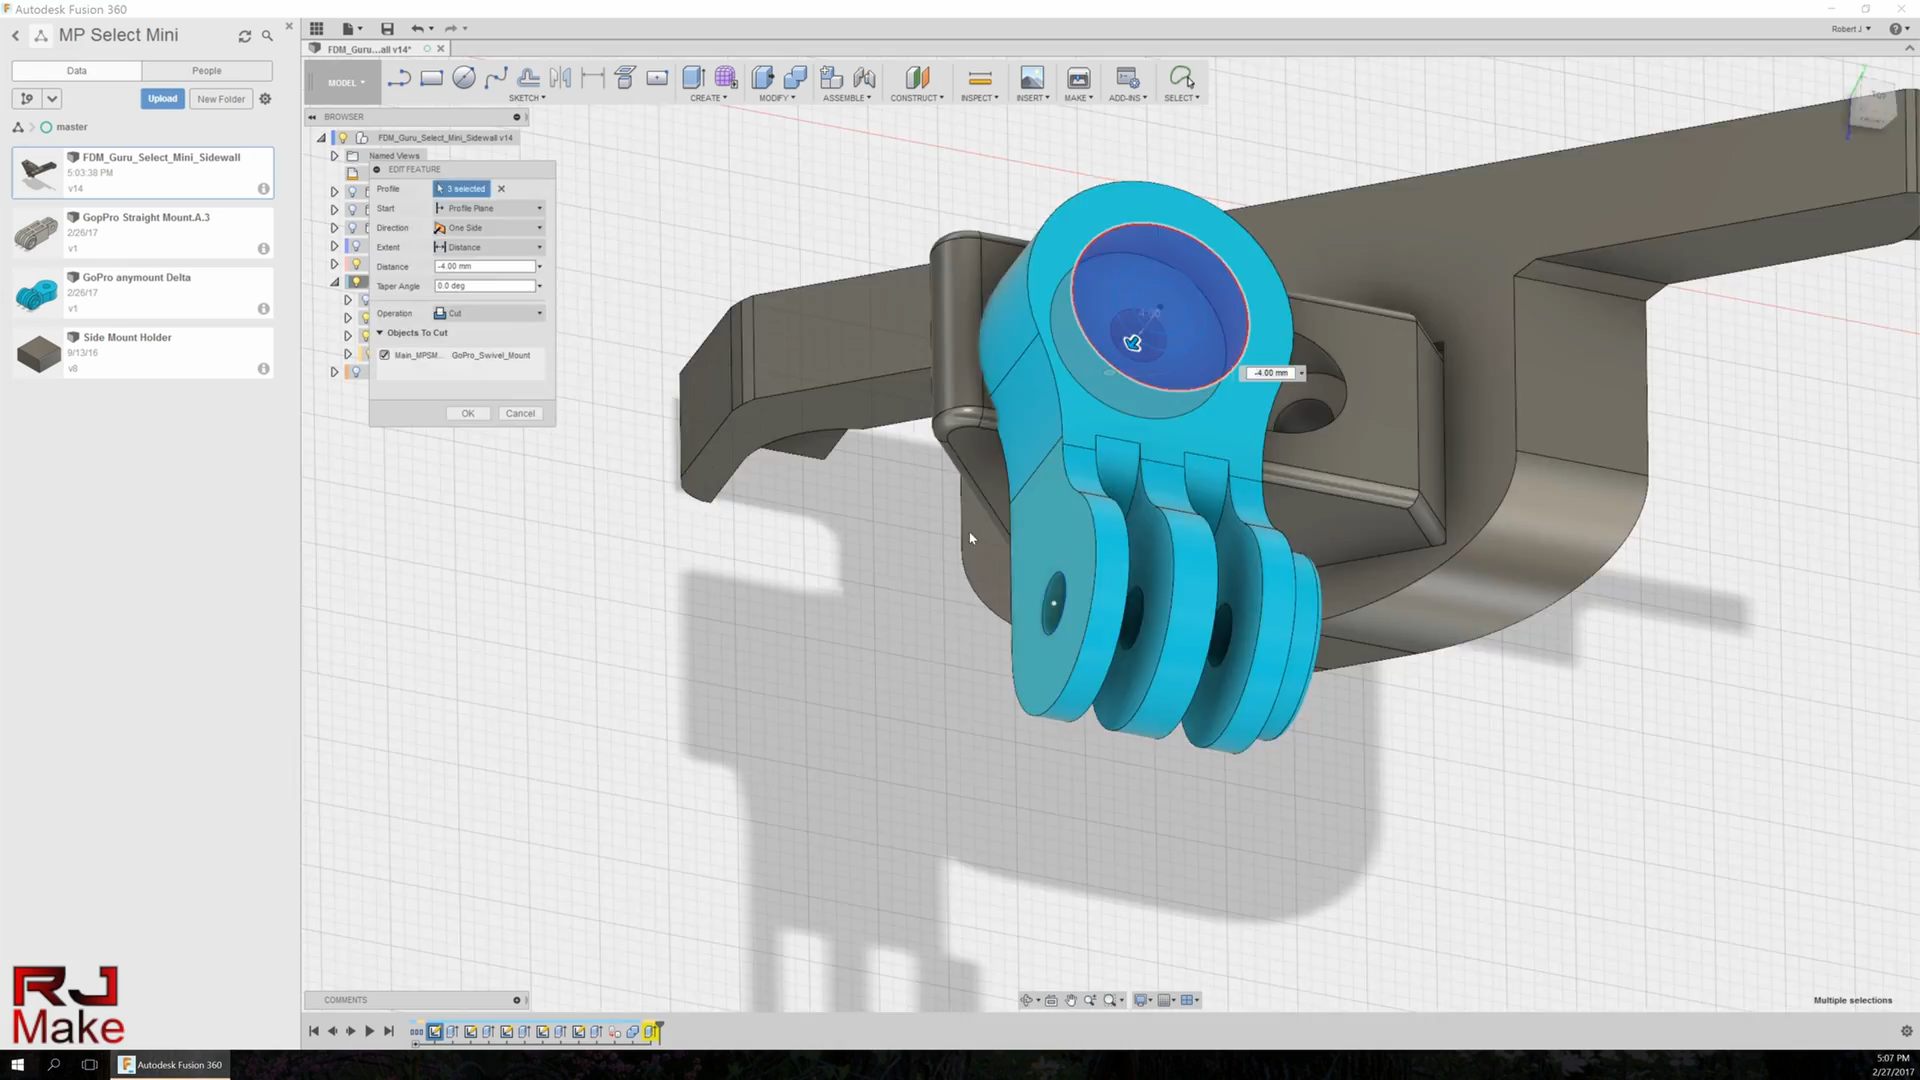 Autodesk Fusion 360
MP Select Mini
Data
People
Upload
New Folder
master
FDM_Guru_Select_Mini_Sidewall
5:03:38 PM
v14
GopPro Straight Mount.A.3
2/26/17
v1
GoPro anymount Delta
2/26/17
v1
Side Mount Holder
9/13/16
v8
RJ
Make
Robert J
FDM_Guru...all v14*
MODEL
SKETCH
CREATE
MODIFY
ASSEMBLE
CONSTRUCT
INSPECT
INSERT
MAKE
ADD-INS
SELECT
BROWSER
FDM_Guru_Select_Mini_Sidewall v14
Named Views
EDIT FEATURE
Profile 3 selected
Start Profile Plane
Direction One Side
Extent Distance
Distance -4.00 mm
Taper Angle 0.0 deg
Operation Cut
Objects To Cut
Main_MPSM... GoPro_Swivel_Mount
OK Cancel
TOP
FRONT
-4.00 mm
COMMENTS
Multiple selections
Autodesk Fusion 360
5:07 PM
2/27/2017